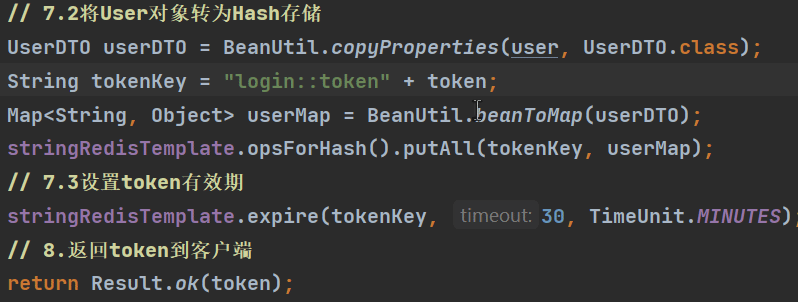 // 7.2将User对象转为Hash存储
UserDTO userDTO = BeanUtil.copyProperties(user, UserDTO.class);
String tokenKey = "login::token" + token;
Map<String, Object> userMap = BeanUtil.beanToMap(userDTO);
stringRedisTemplate.opsForHash().putAll(tokenKey, userMap);
// 7.3设置token有效期
stringRedisTemplate.expire(tokenKey, timeout: 30, TimeUnit.MINUTES);
// 8.返回token到客户端
return Result.ok(token);